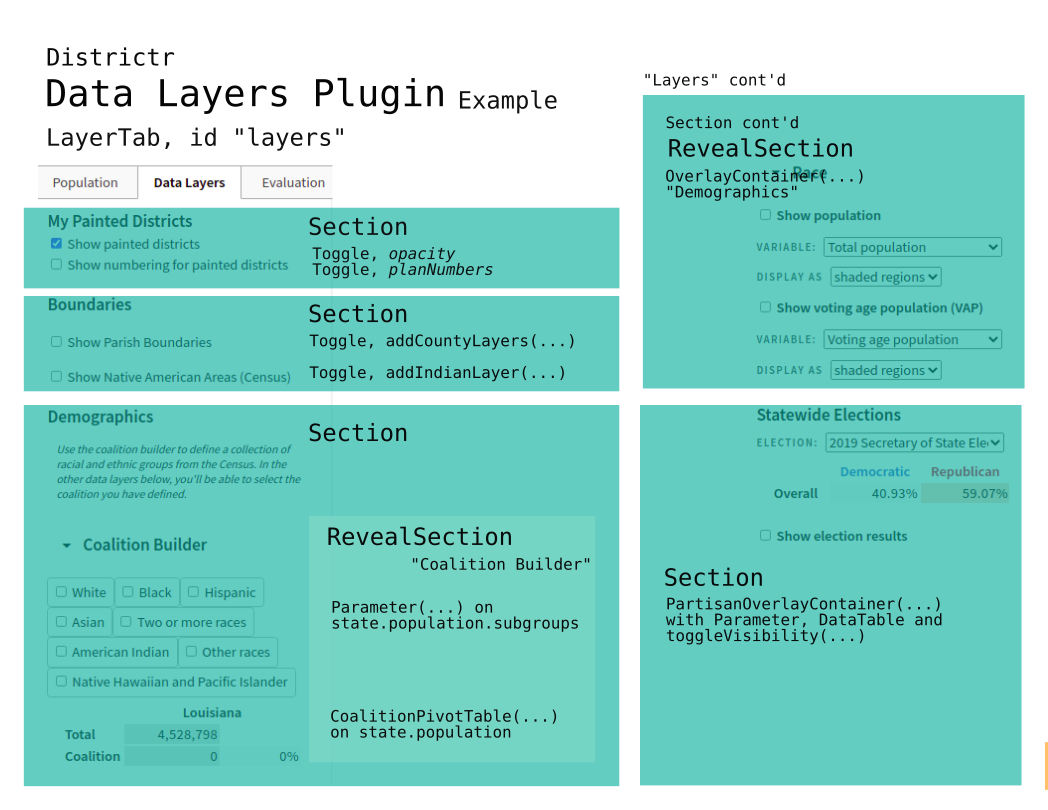 Districtr
Data Layers Plugin Example
LayerTab, id "layers"
Population Data Layers Evaluation
My Painted Districts
Show painted districts
Show numbering for painted districts
Section
Toggle, opacity
Toggle, planNumbers
Boundaries
Show Parish Boundaries
Show Native American Areas (Census)
Section
Toggle, addCountyLayers(...)
Toggle, addIndianLayer(...)
Demographics
Use the coalition builder to define a collection of
racial and ethnic groups from the Census. In the
other data layers below, you'll be able to select the
coalition you have defined.
Section
Coalition Builder
White Black Hispanic
Asian Two or more races
American Indian Other races
Native Hawaiian and Pacific Islander
Louisiana
Total 4,528,798
Coalition 0 0%
RevealSection
"Coalition Builder"
Parameter(...) on
state.population.subgroups
CoalitionPivotTable(...)
on state.population
"Layers" cont'd
Section cont'd
RevealSection
Race
OverlayContainer(...)
"Demographics"
Show population
VARIABLE: Total population
DISPLAY AS shaded regions
Show voting age population (VAP)
VARIABLE: Voting age population
DISPLAY AS shaded regions
Statewide Elections
ELECTION: 2019 Secretary of State Ele
Democratic Republican
Overall 40.93% 59.07%
Show election results
Section
PartisanOverlayContainer(...)
with Parameter, DataTable and
toggleVisibility(...)